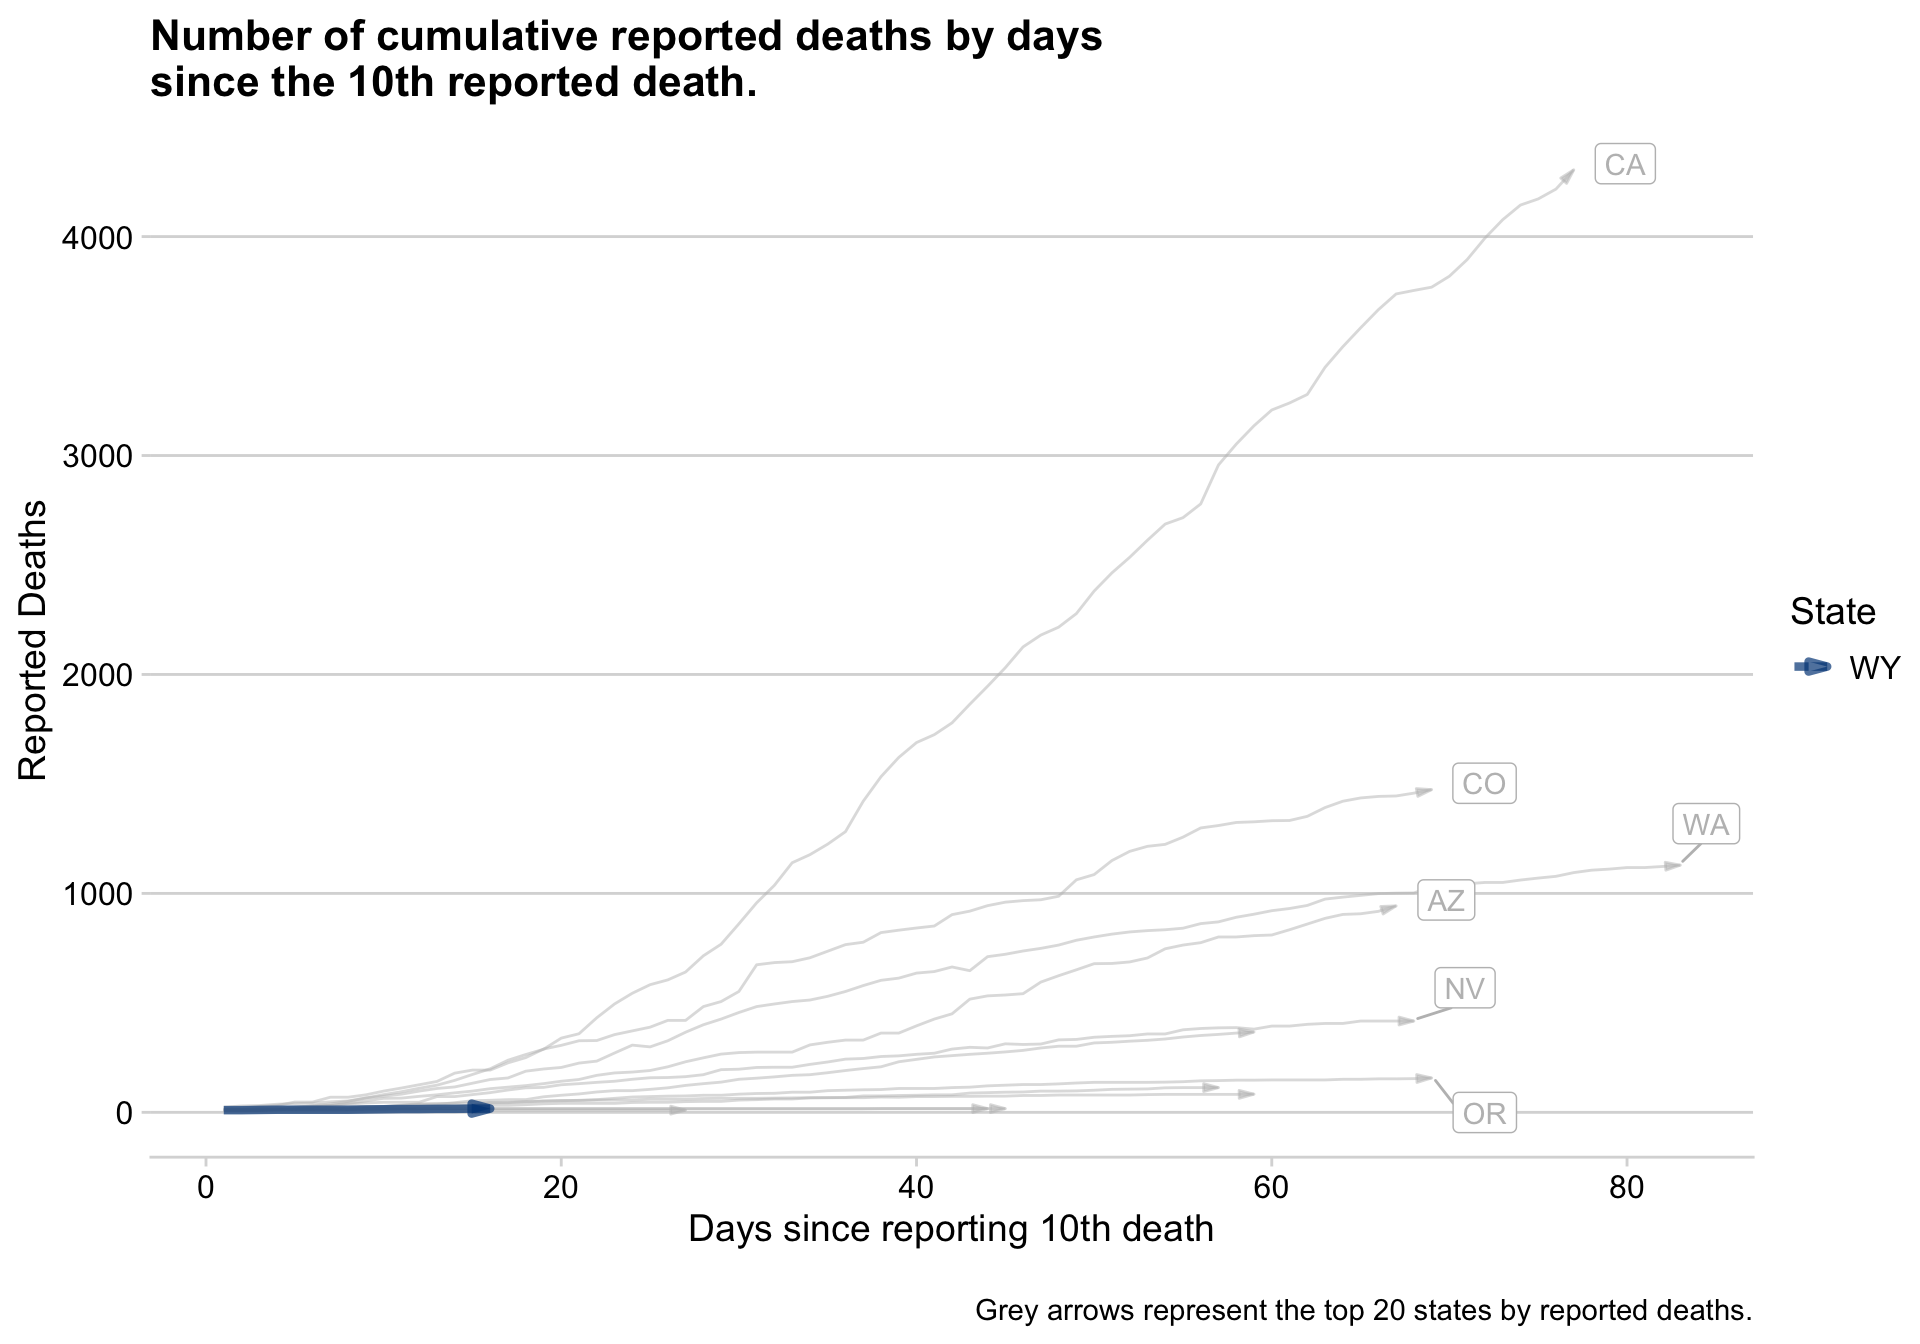 Number of cumulative reported deaths by days
since the 10th reported death.
CA
4000
3000
2000
1000
0
Reported Deaths
CO
WA
AZ
NV
OR
State
WY
0 20 40 60 80
Days since reporting 10th death
Grey arrows represent the top 20 states by reported deaths.